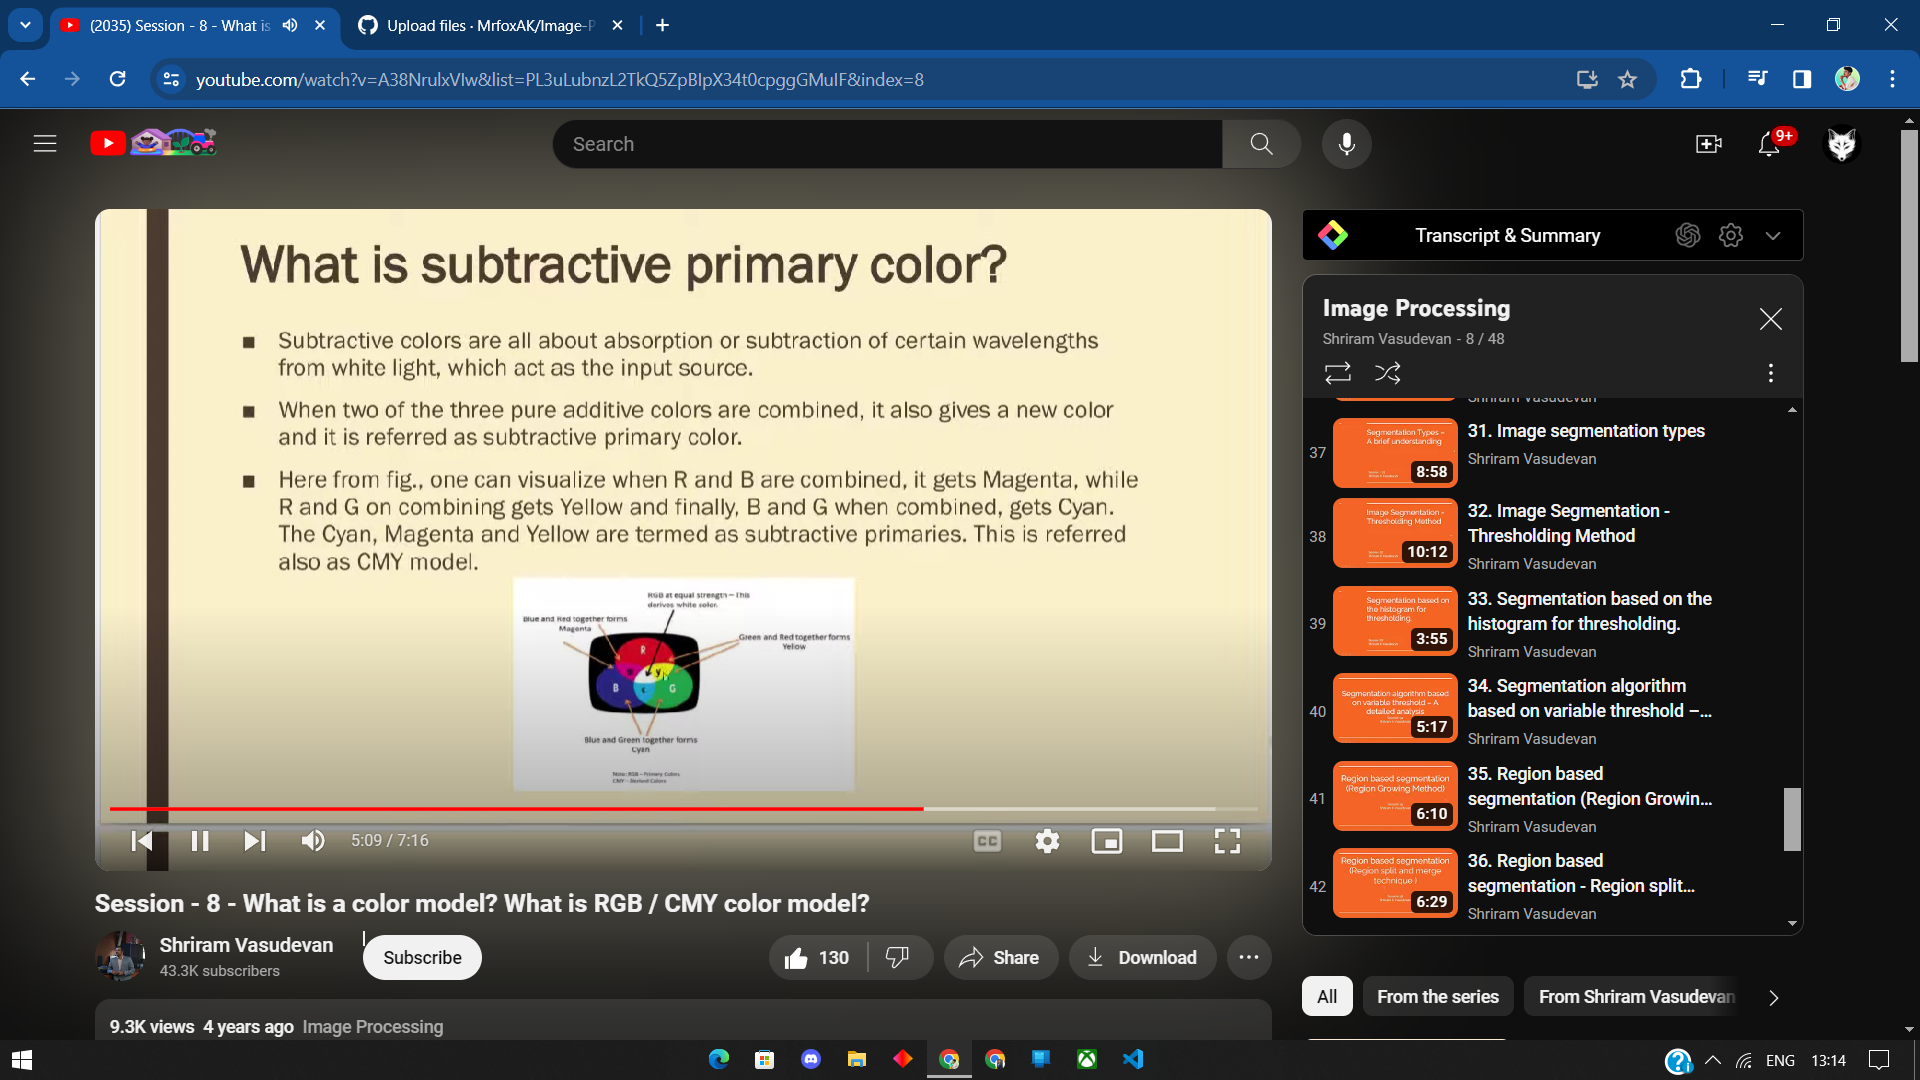 (2035) Session - 8 - What is
Upload files · MrfoxAK/Image-P
youtube.com/watch?v=A38NrulxVlw&list=PL3uLubnzL2TkQ5ZpBlpX34t0cpggGMuIF&index=8
Search
9+
What is subtractive primary color?
Subtractive colors are all about absorption or subtraction of certain wavelengths
from white light, which act as the input source.
When two of the three pure additive colors are combined, it also gives a new color
and it is referred as subtractive primary color.
Here from fig., one can visualize when R and B are combined, it gets Magenta, while
R and G on combining gets Yellow and finally, B and G when combined, gets Cyan.
The Cyan, Magenta and Yellow are termed as subtractive primaries. This is referred
also as CMY model.
RGB at equal strength – This
derives white color.
Blue and Red together forms
Magenta
Green and Red together forms
Yellow
R
Y
B
C
G
Blue and Green together forms
Cyan
Note: RGB – Primary Colors
CMY – Derived Colors
5:09 / 7:16
CC
Session - 8 - What is a color model? What is RGB / CMY color model?
Shriram Vasudevan
43.3K subscribers
Subscribe
130
Share
Download
9.3K views 4 years ago Image Processing
Transcript & Summary
Image Processing
Shriram Vasudevan - 8 / 48
Shriram Vasudevan
37
Segmentation Types –
A brief understanding
8:58
31. Image segmentation types
Shriram Vasudevan
38
Image Segmentation -
Thresholding Method
10:12
32. Image Segmentation -
Thresholding Method
Shriram Vasudevan
39
Segmentation based on
the histogram for
thresholding.
3:55
33. Segmentation based on the
histogram for thresholding.
Shriram Vasudevan
40
Segmentation algorithm based
on variable threshold – A
detailed analysis
5:17
34. Segmentation algorithm
based on variable threshold –...
Shriram Vasudevan
41
Region based segmentation
(Region Growing Method)
6:10
35. Region based
segmentation (Region Growin...
Shriram Vasudevan
42
Region based segmentation
(Region split and merge
technique )
6:29
36. Region based
segmentation - Region split...
Shriram Vasudevan
All
From the series
From Shriram Vasudevan
ENG
13:14